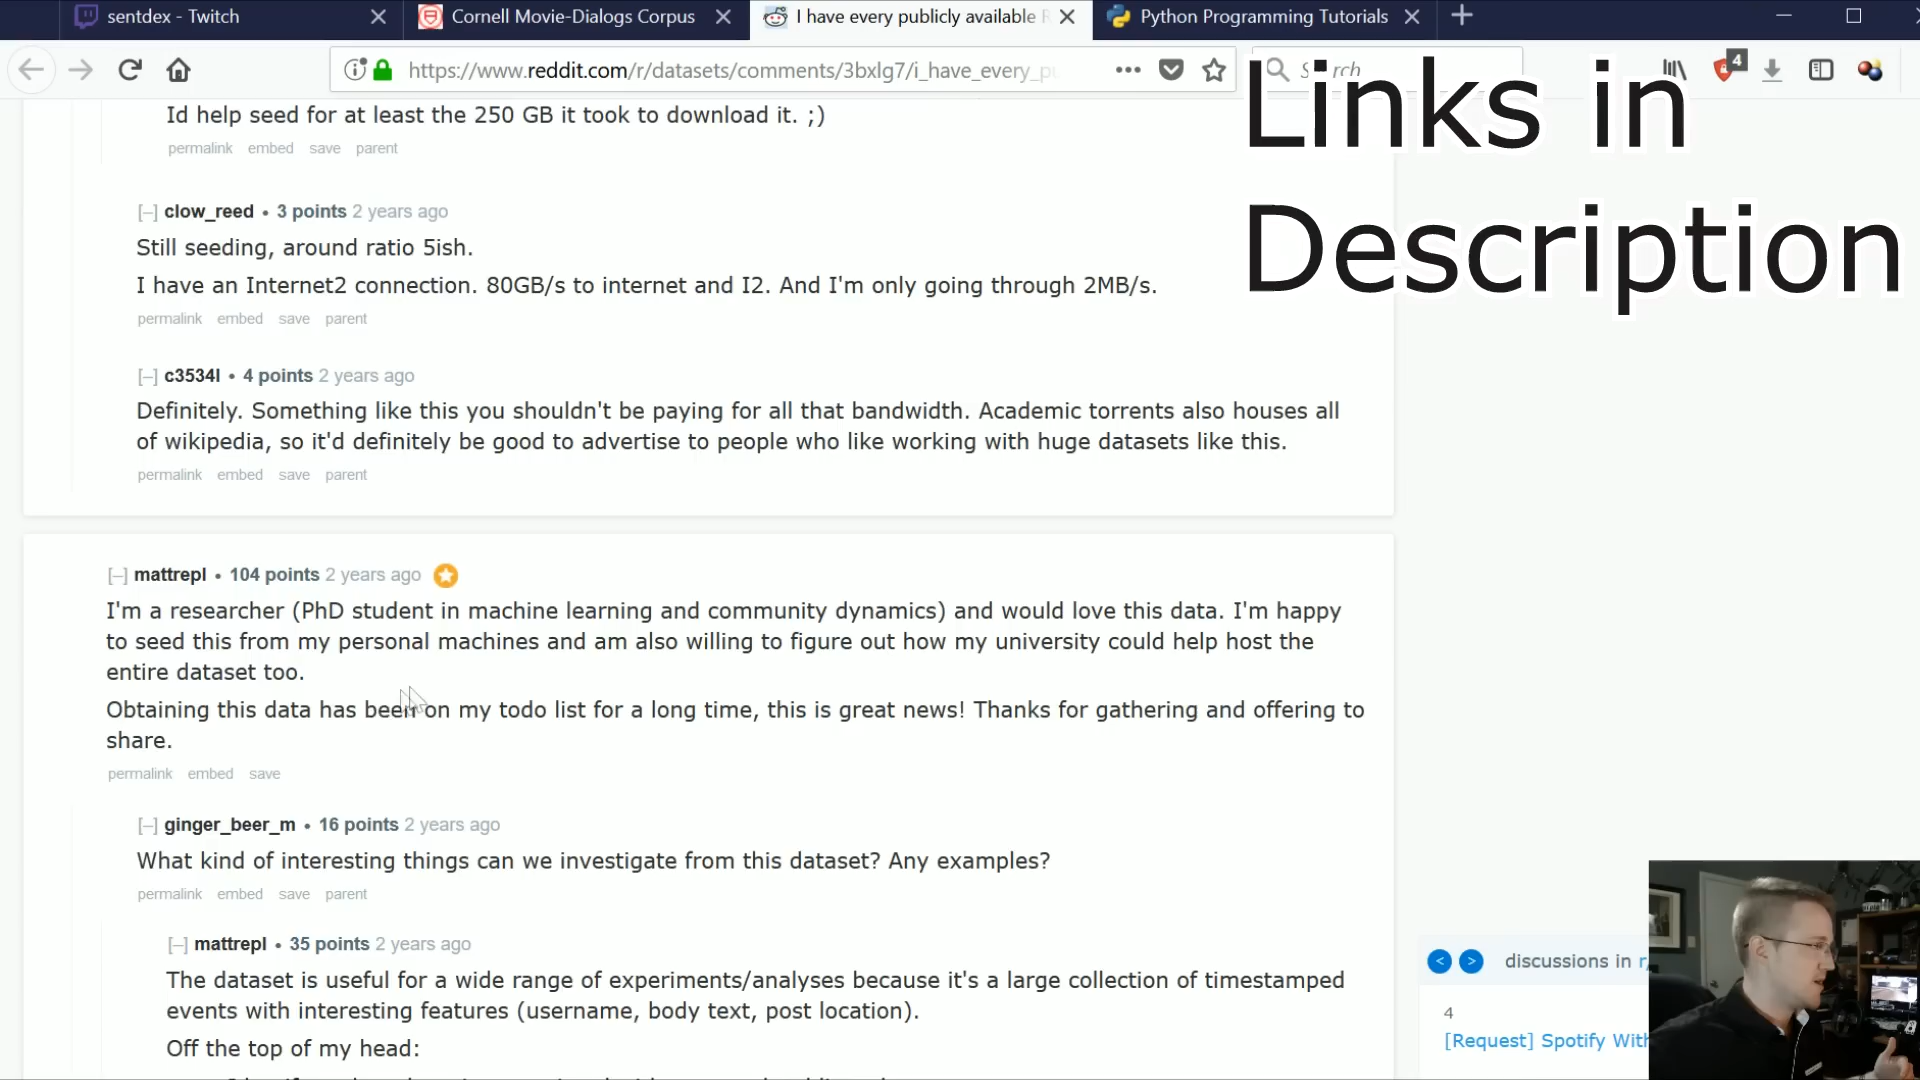 sentdex - Twitch
Cornell Movie-Dialogs Corpus
I have every publicly available
Python Programming Tutorials
https://www.reddit.com/r/datasets/comments/3bxlg7/i_have_every_pu
4
Links in
Description
Id help seed for at least the 250 GB it took to download it. ;)
permalink embed save parent
[–] clow_reed • 3 points 2 years ago
Still seeding, around ratio 5ish.
I have an Internet2 connection. 80GB/s to internet and I2. And I'm only going through 2MB/s.
permalink embed save parent
[–] c3534l • 4 points 2 years ago
Definitely. Something like this you shouldn't be paying for all that bandwidth. Academic torrents also houses all
of wikipedia, so it'd definitely be good to advertise to people who like working with huge datasets like this.
permalink embed save parent
[–] mattrepl • 104 points 2 years ago
I'm a researcher (PhD student in machine learning and community dynamics) and would love this data. I'm happy
to seed this from my personal machines and am also willing to figure out how my university could help host the
entire dataset too.
Obtaining this data has been on my todo list for a long time, this is great news! Thanks for gathering and offering to
share.
permalink embed save
[–] ginger_beer_m • 16 points 2 years ago
What kind of interesting things can we investigate from this dataset? Any examples?
permalink embed save parent
[–] mattrepl • 35 points 2 years ago
The dataset is useful for a wide range of experiments/analyses because it's a large collection of timestamped
events with interesting features (username, body text, post location).
Off the top of my head:
< > discussions in r/
4
[Request] Spotify With